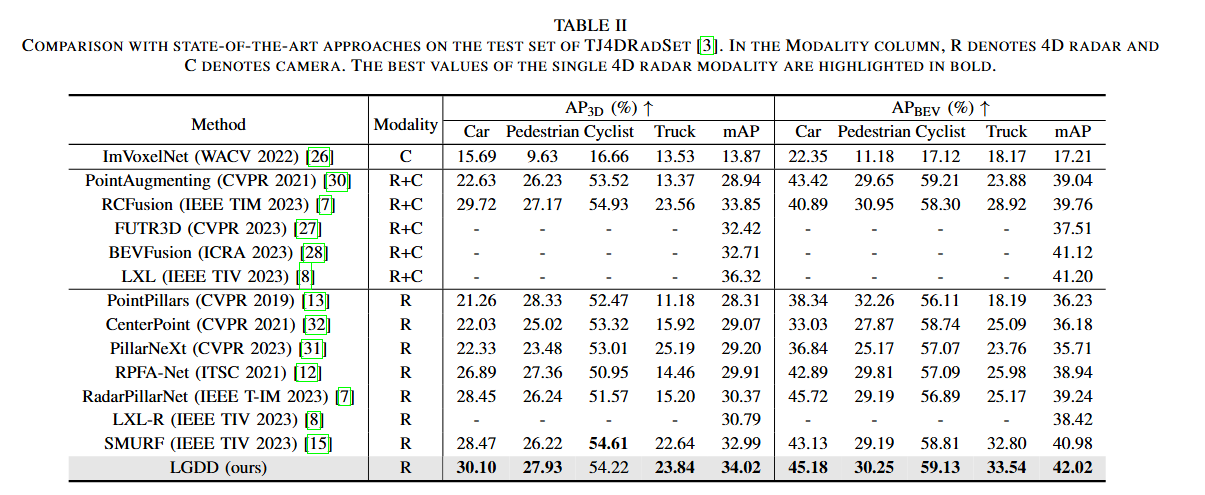 TABLE II
COMPARISON WITH STATE-OF-THE-ART APPROACHES ON THE TEST SET OF TJ4DRADSET [3]. IN THE MODALITY COLUMN, R DENOTES 4D RADAR AND
C DENOTES CAMERA. THE BEST VALUES OF THE SINGLE 4D RADAR MODALITY ARE HIGHLIGHTED IN BOLD.
Method Modality AP3D (%) ↑ APBEV (%) ↑
Car Pedestrian Cyclist Truck mAP Car Pedestrian Cyclist Truck mAP
ImVoxelNet (WACV 2022) [26] C 15.69 9.63 16.66 13.53 13.87 22.35 11.18 17.12 18.17 17.21
PointAugmenting (CVPR 2021) [30] R+C 22.63 26.23 53.52 13.37 28.94 43.42 29.65 59.21 23.88 39.04
RCFusion (IEEE TIM 2023) [7] R+C 29.72 27.17 54.93 23.56 33.85 40.89 30.95 58.30 28.92 39.76
FUTR3D (CVPR 2023) [27] R+C - - - - 32.42 - - - - 37.51
BEVFusion (ICRA 2023) [28] R+C - - - - 32.71 - - - - 41.12
LXL (IEEE TIV 2023) [8] R+C - - - - 36.32 - - - - 41.20
PointPillars (CVPR 2019) [13] R 21.26 28.33 52.47 11.18 28.31 38.34 32.26 56.11 18.19 36.23
CenterPoint (CVPR 2021) [32] R 22.03 25.02 53.32 15.92 29.07 33.03 27.87 58.74 25.09 36.18
PillarNeXt (CVPR 2023) [31] R 22.33 23.48 53.01 25.19 29.20 36.84 25.17 57.07 23.76 35.71
RPFA-Net (ITSC 2021) [12] R 26.89 27.36 50.95 14.46 29.91 42.89 29.81 57.09 25.98 38.94
RadarPillarNet (IEEE T-IM 2023) [7] R 28.45 26.24 51.57 15.20 30.37 45.72 29.19 56.89 25.17 39.24
LXL-R (IEEE TIV 2023) [8] R - - - - 30.79 - - - - 38.42
SMURF (IEEE TIV 2023) [15] R 28.47 26.22 54.61 22.64 32.99 43.13 29.19 58.81 32.80 40.98
LGDD (ours) R 30.10 27.93 54.22 23.84 34.02 45.18 30.25 59.13 33.54 42.02